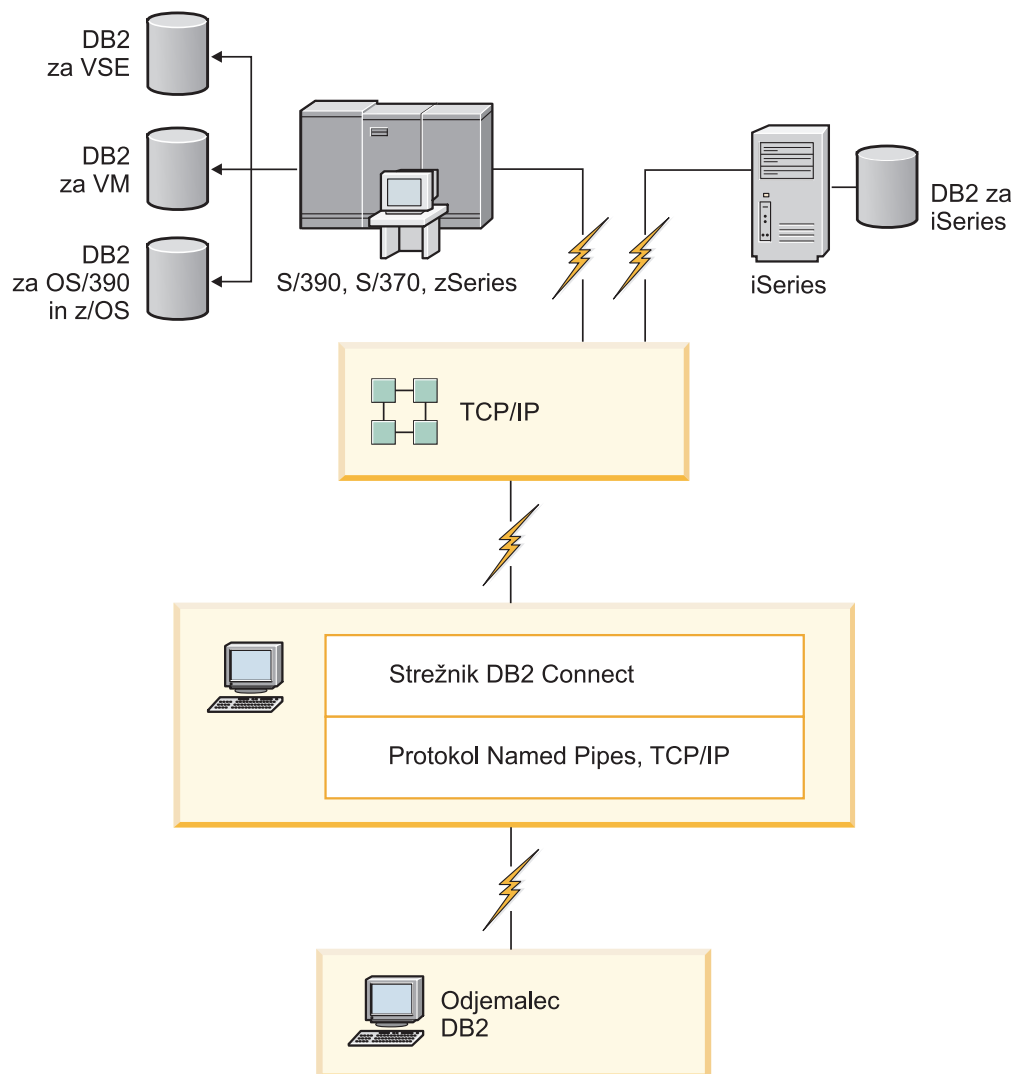 DB2
za VSE
DB2
za VM
DB2
za OS/390
in z/OS
S/390, S/370, zSeries
iSeries
DB2 za
iSeries
TCP/IP
Strežnik DB2 Connect
Protokol Named Pipes, TCP/IP
Odjemalec
DB2